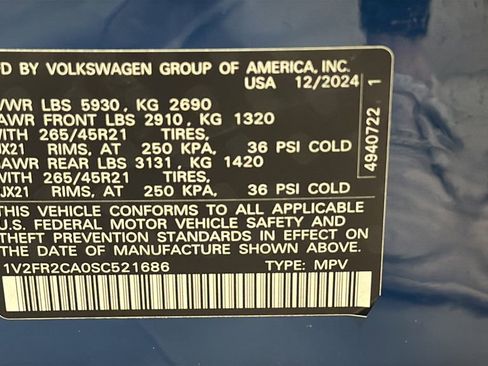 FD BY VOLKSWAGEN GROUP OF AMERICA, INC.
USA 12/2024
VWR LBS 5930, KG 2690
AWR FRONT LBS 2910, KG 1320
WITH 265/45R21 TIRES,
JX21 RIMS, AT 250 KPA, 36 PSI COLD
GAWR REAR LBS 3131, KG 1420
WITH 265/45R21 TIRES,
JX21 RIMS, AT 250 KPA, 36 PSI COLD
THIS VEHICLE CONFORMS TO ALL APPLICABLE
U.S. FEDERAL MOTOR VEHICLE SAFETY AND
THEFT PREVENTION STANDARDS IN EFFECT ON
DATE OF MANUFACTURE SHOWN ABOVE.
1V2FR2CA0SC521686 TYPE: MPV
4940722 1